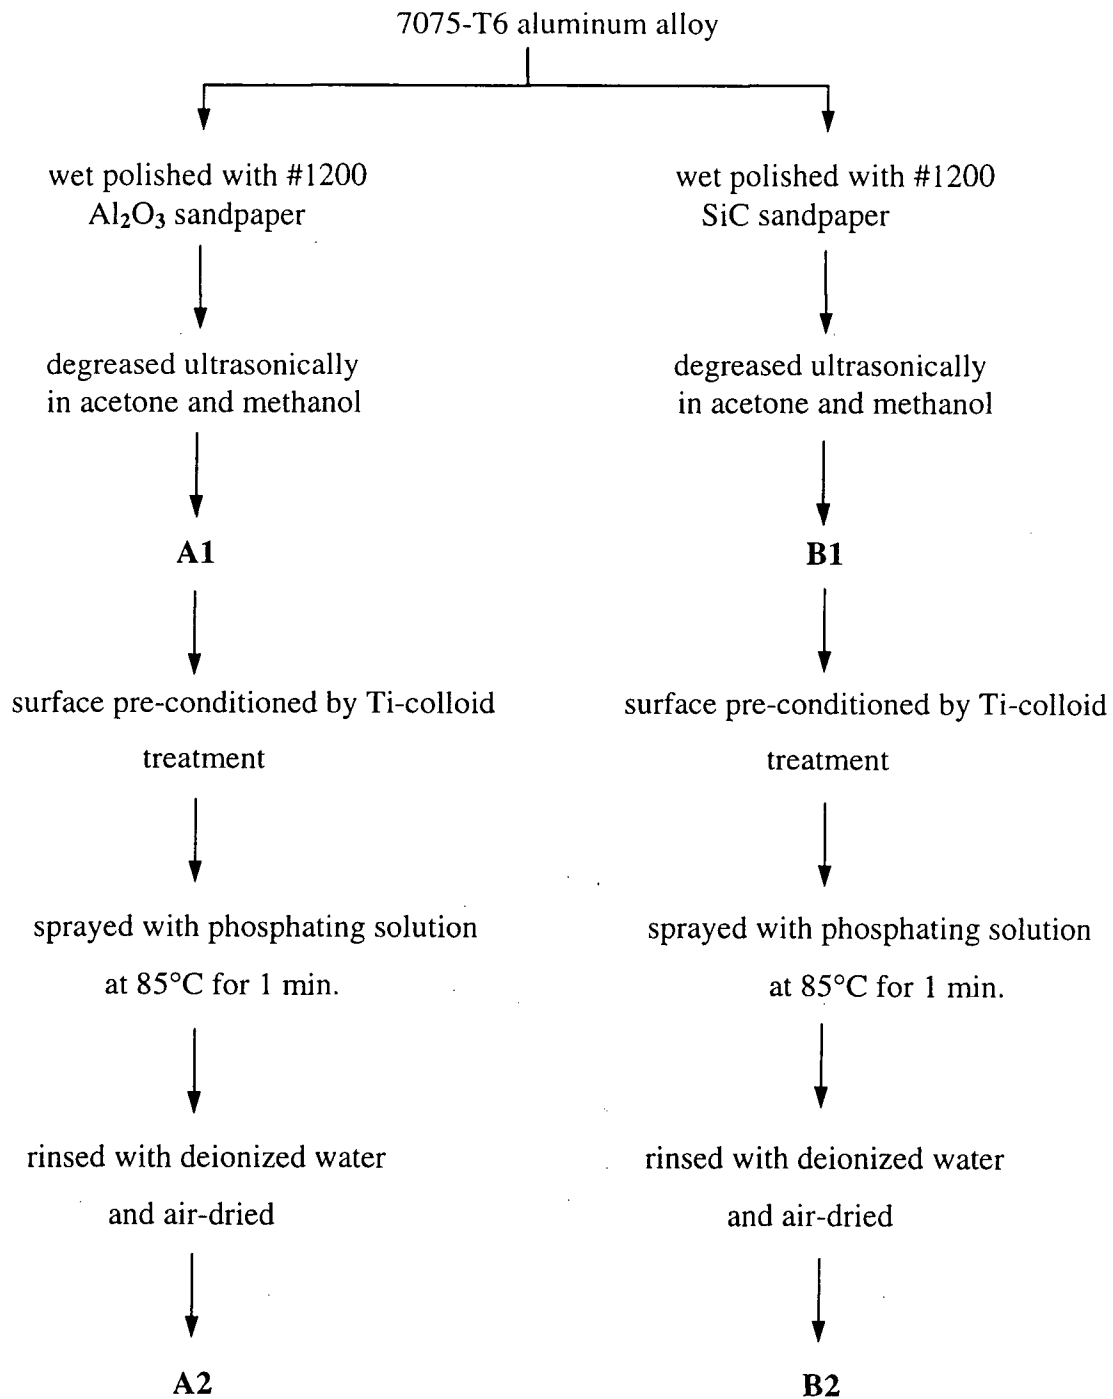 7075-T6 aluminum alloy
wet polished with #1200
Al₂O₃ sandpaper
degreased ultrasonically
in acetone and methanol
A1
surface pre-conditioned by Ti-colloid
treatment
sprayed with phosphating solution
at 85°C for 1 min.
rinsed with deionized water
and air-dried
A2
wet polished with #1200
SiC sandpaper
degreased ultrasonically
in acetone and methanol
B1
surface pre-conditioned by Ti-colloid
treatment
sprayed with phosphating solution
at 85°C for 1 min.
rinsed with deionized water
and air-dried
B2